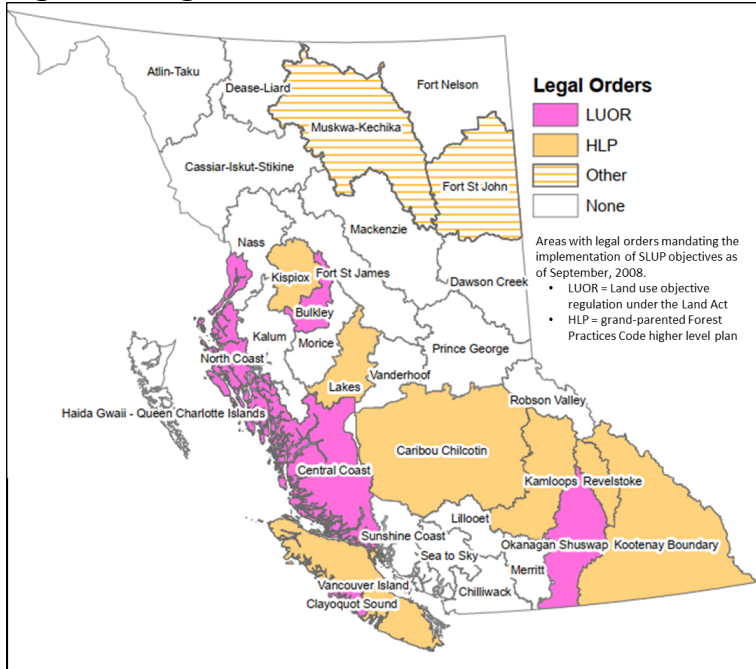 Atlin-Taku
Dease-Liard
Fort Nelson
Muskwa-Kechika
Cassiar-Iskut-Stikine
Fort St John
Mackenzie
Nass
Fort St James
Kispiox
Dawson Creek
Bulkley
Kalum
Morice
North Coast
Prince George
Vanderhoof
Lakes
Robson Valley
Haida Gwaii - Queen Charlotte Islands
Caribou Chilcotin
Central Coast
Kamloops
Revelstoke
Lillooet
Sunshine Coast
Okanagan Shuswap
Kootenay Boundary
Sea to Sky
Merritt
Vancouver Island
Chilliwack
Clayoquot Sound
Legal Orders
LUOR
HLP
Other
None
Areas with legal orders mandating the
implementation of SLUP objectives as
of September, 2008.
• LUOR = Land use objective
regulation under the Land Act
• HLP = grand-parented Forest
Practices Code higher level plan